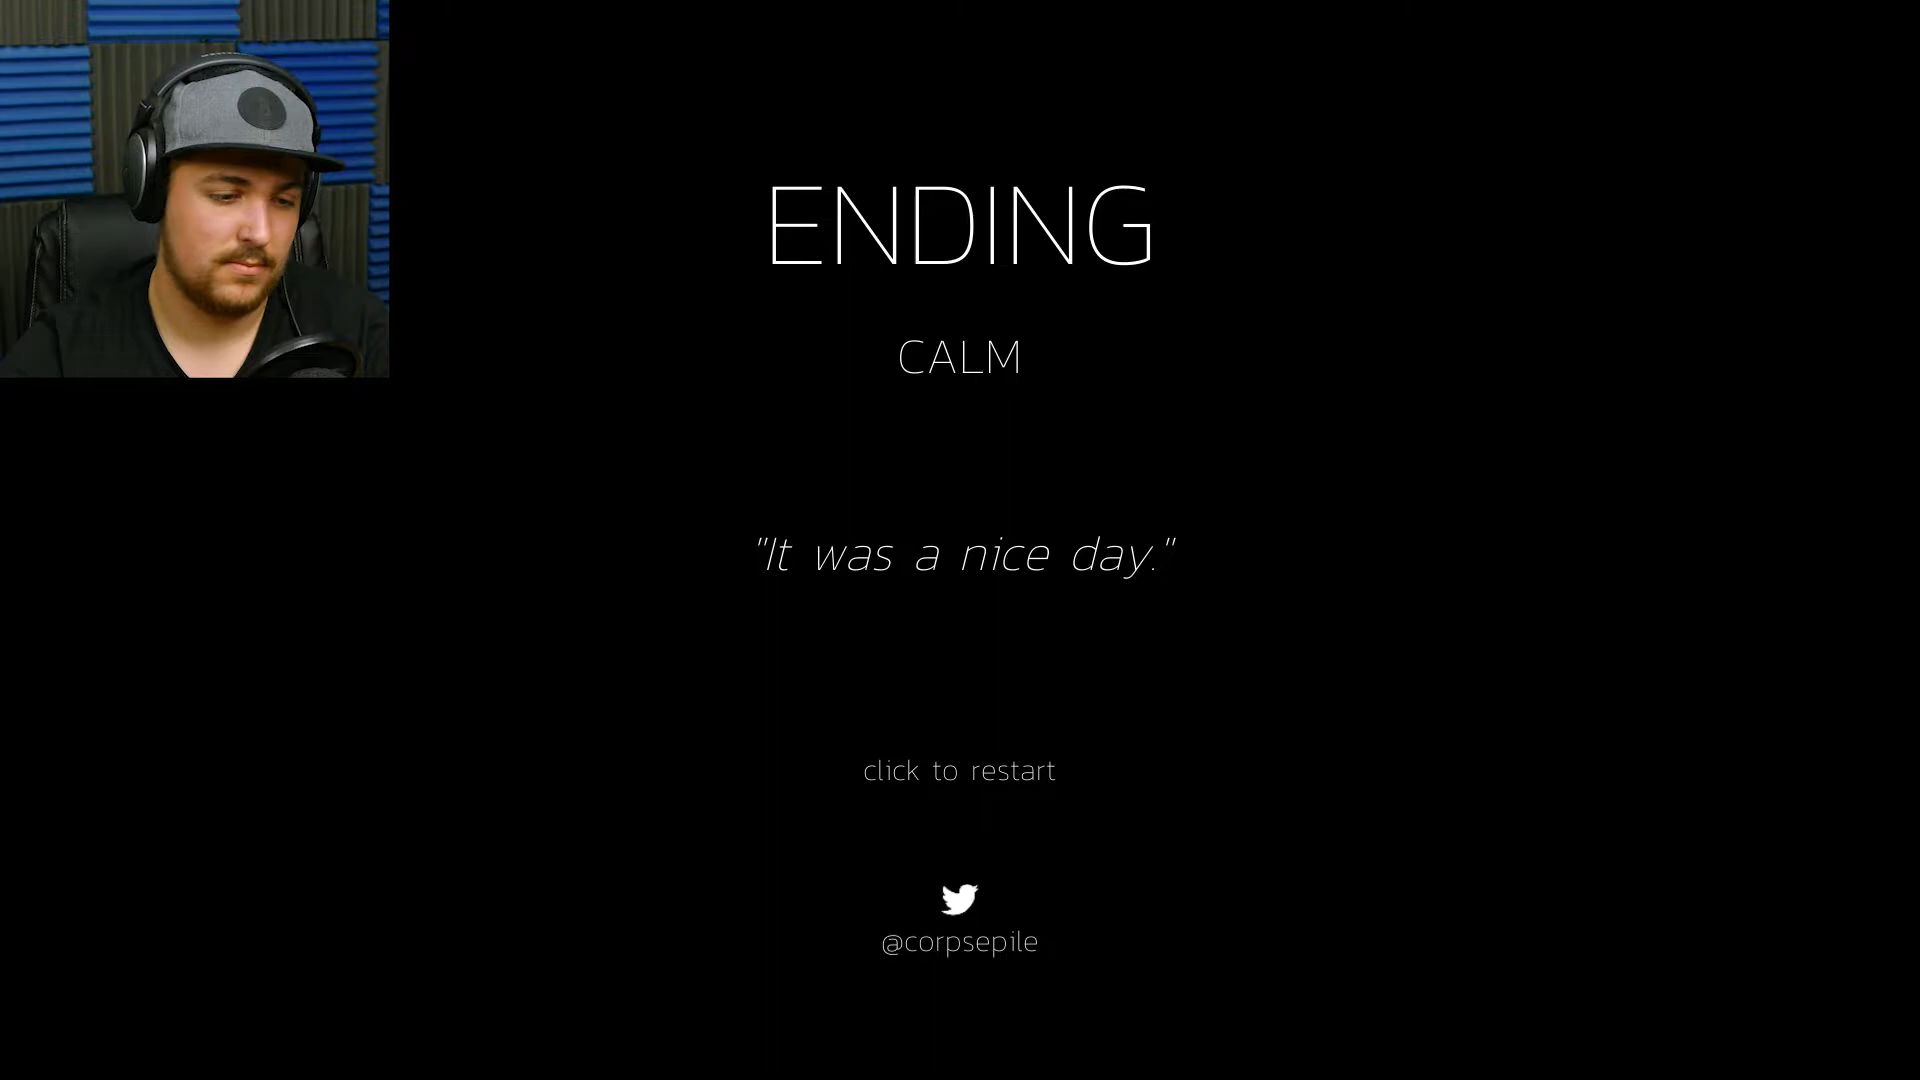 ENDING
CALM
"It was a nice day."
click to restart
@corpsepile